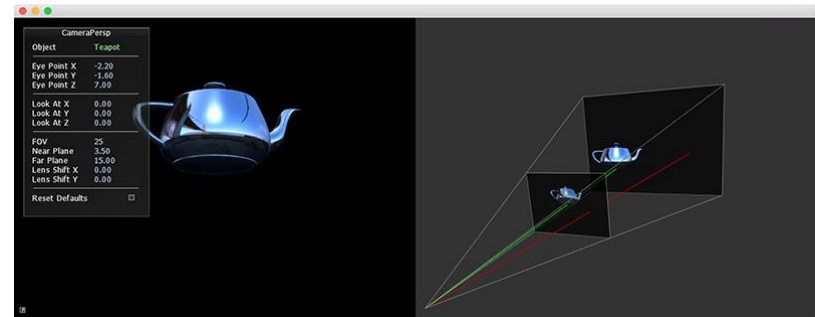 CameraPersp
Object Teapot
Eye Point X -2.20
Eye Point Y -1.60
Eye Point Z 7.00
Look At X 0.00
Look At Y 0.00
Look At Z 0.00
FOV 25
Near Plane 3.50
Far Plane 15.00
Lens Shift X 0.00
Lens Shift Y 0.00
Reset Defaults